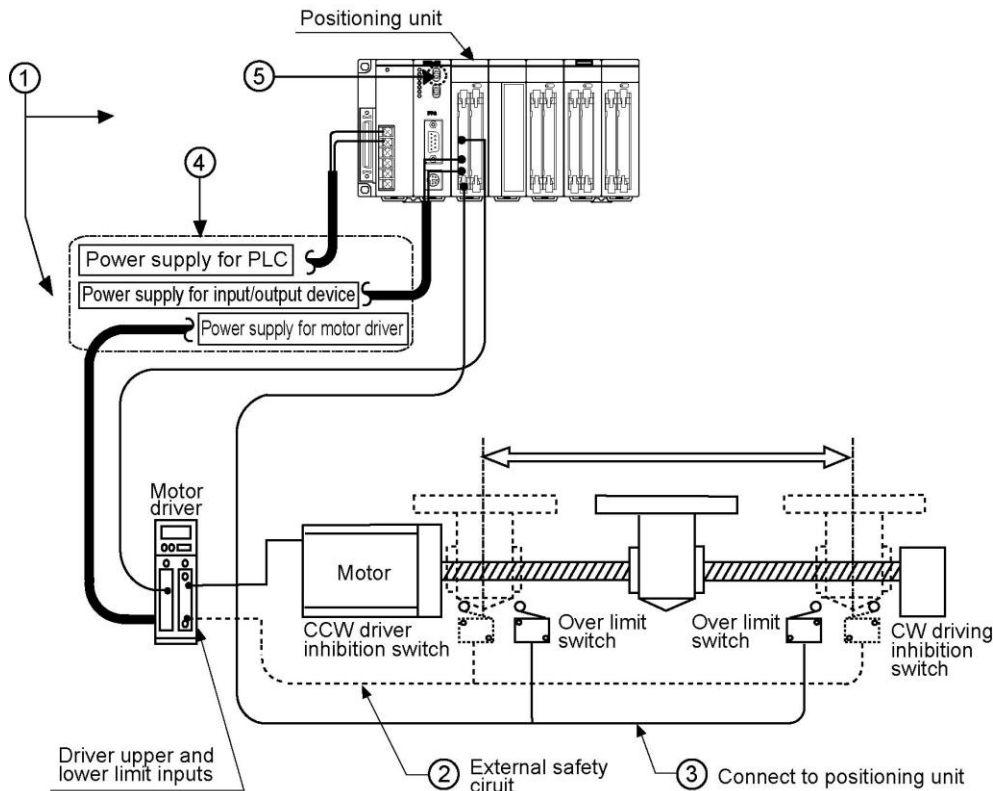 Positioning unit
1
5
4
Power supply for PLC
Power supply for input/output device
Power supply for motor driver
Motor
driver
Motor
CCW driver
inhibition switch
Over limit
switch
Over limit
switch
CW driving
inhibition
switch
Driver upper and
lower limit inputs
2 External safety
ciruit
3 Connect to positioning unit